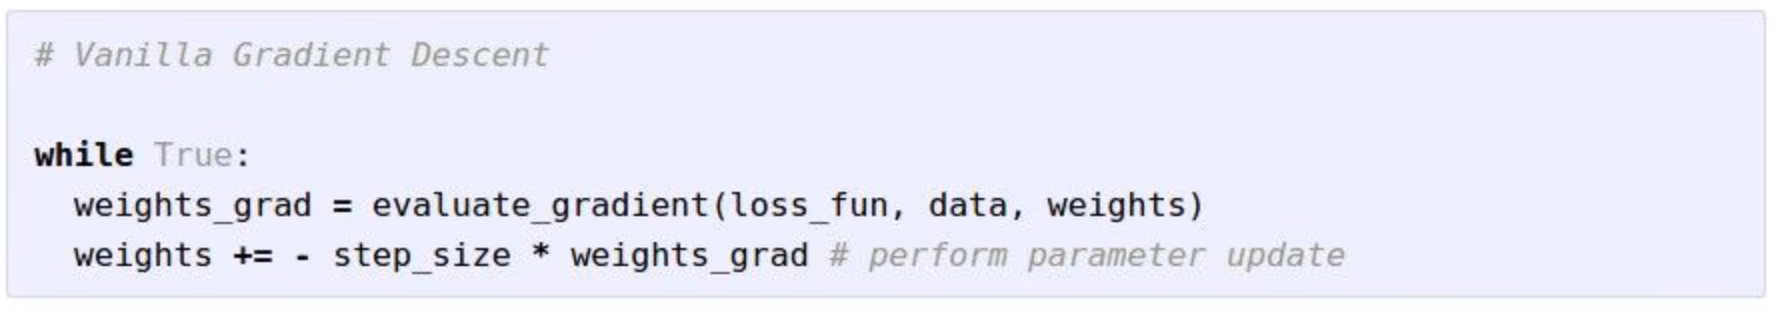 # Vanilla Gradient Descent
while True:
weights_grad = evaluate_gradient(loss_fun, data, weights)
weights += - step_size * weights_grad # perform parameter update